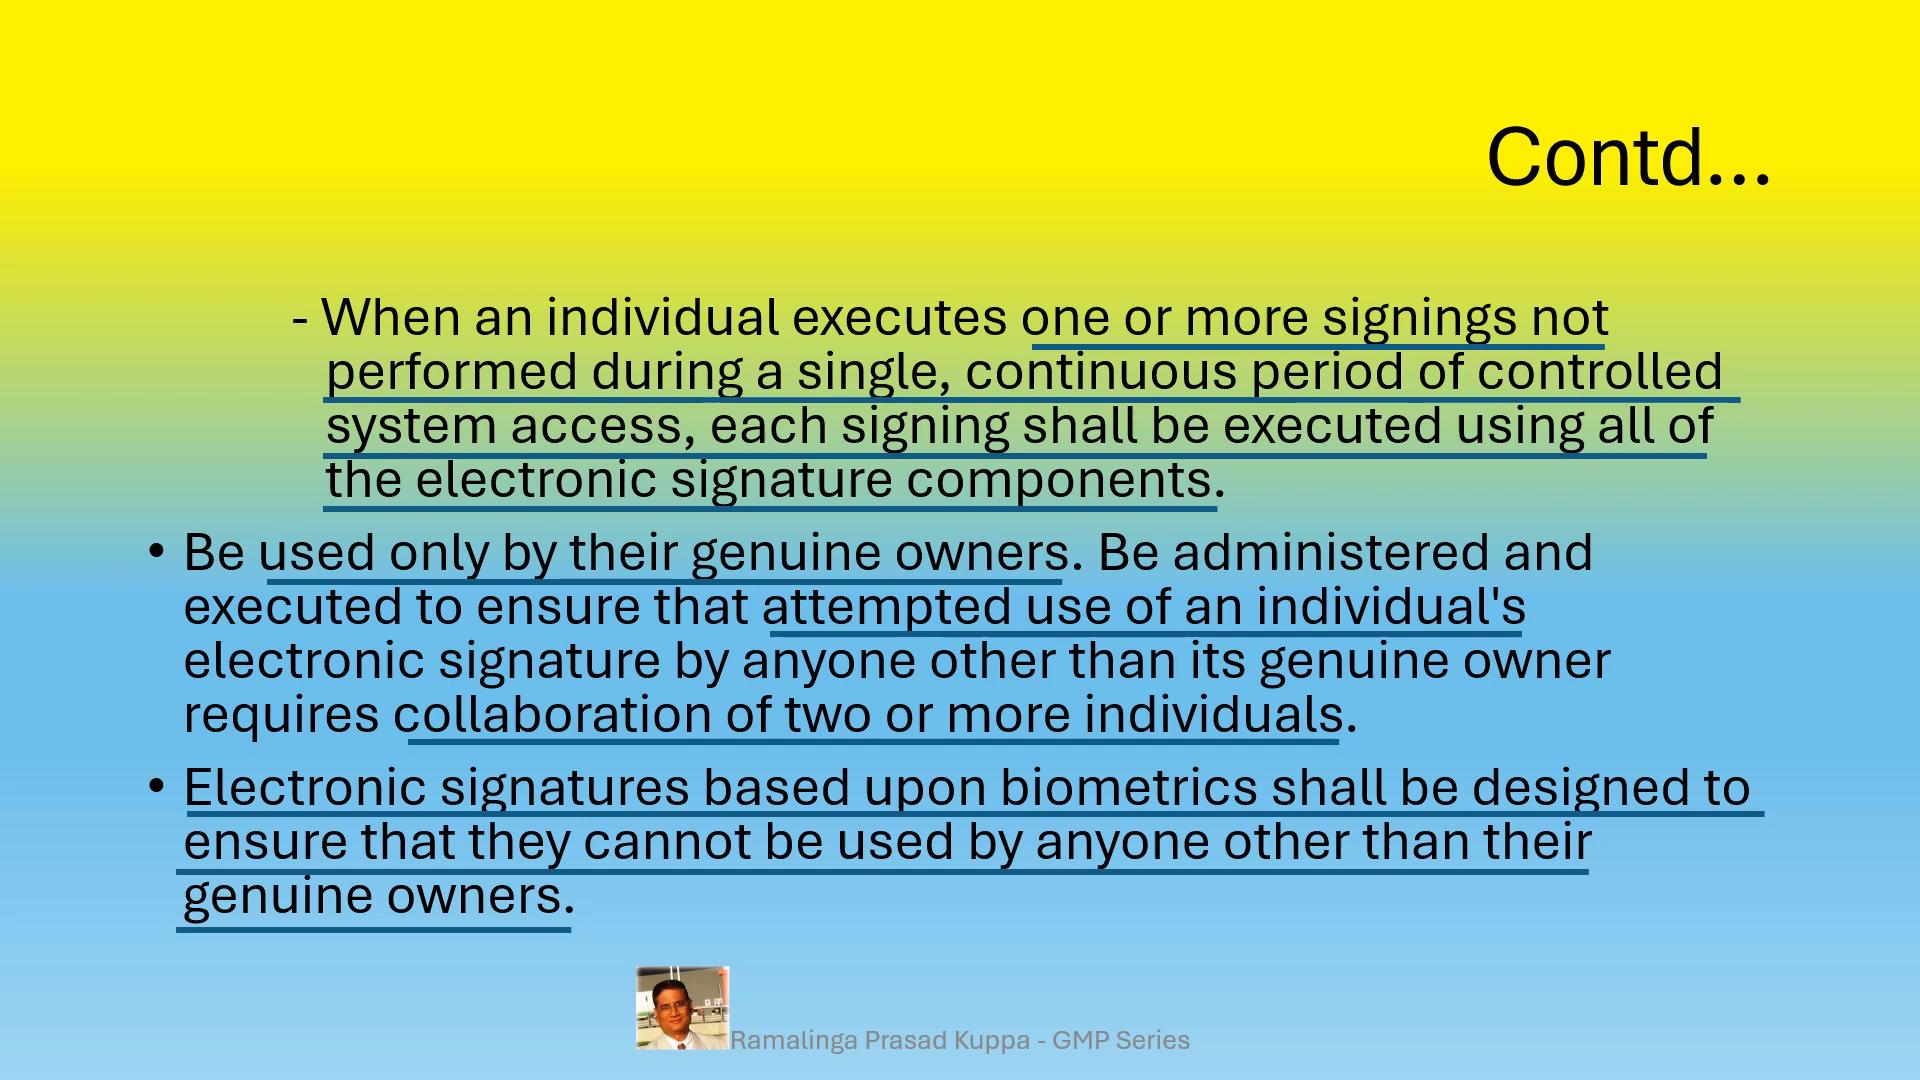 Contd...
- When an individual executes one or more signings not
performed during a single, continuous period of controlled
system access, each signing shall be executed using all of
the electronic signature components.
• Be used only by their genuine owners. Be administered and
executed to ensure that attempted use of an individual's
electronic signature by anyone other than its genuine owner
requires collaboration of two or more individuals.
• Electronic signatures based upon biometrics shall be designed to
ensure that they cannot be used by anyone other than their
genuine owners.
Ramalinga Prasad Kuppa - GMP Series